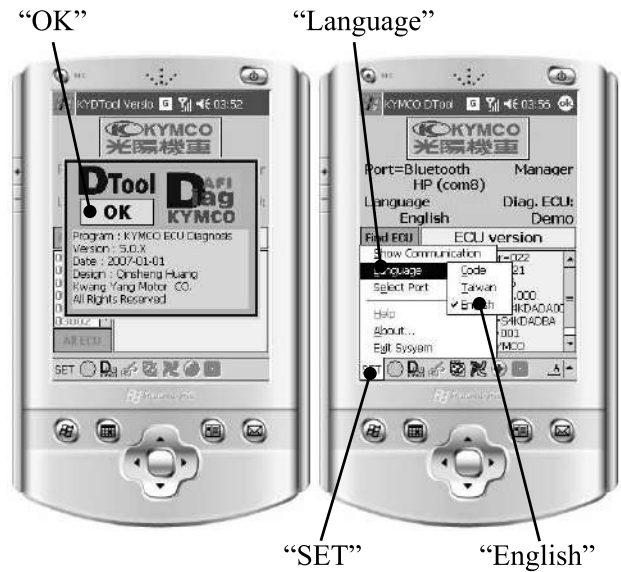 “OK”
“Language”
KYDTool Versio G 03:52
KYMCO
光陽機車
DTool
OK
DAFI
Diag
KYMCO
Program : KYMCO ECU Diagnosis
Version : 5.0.X
Date : 2007-01-01
Design : Qinsheng Huang
Kwang Yang Motor CO.
All Rights Reserved
All ECU
SET
KYMCO DTool G 03:56 ok
KYMCO
光陽機車
Port=Bluetooth Manager
HP (com8)
Language Diag. ECU:
English Demo
Find ECU ECU version
Show Communication
Language
Select Port
Help
About...
Exit Sysyem
Code
Taiwan
English
SET
“SET”
“English”